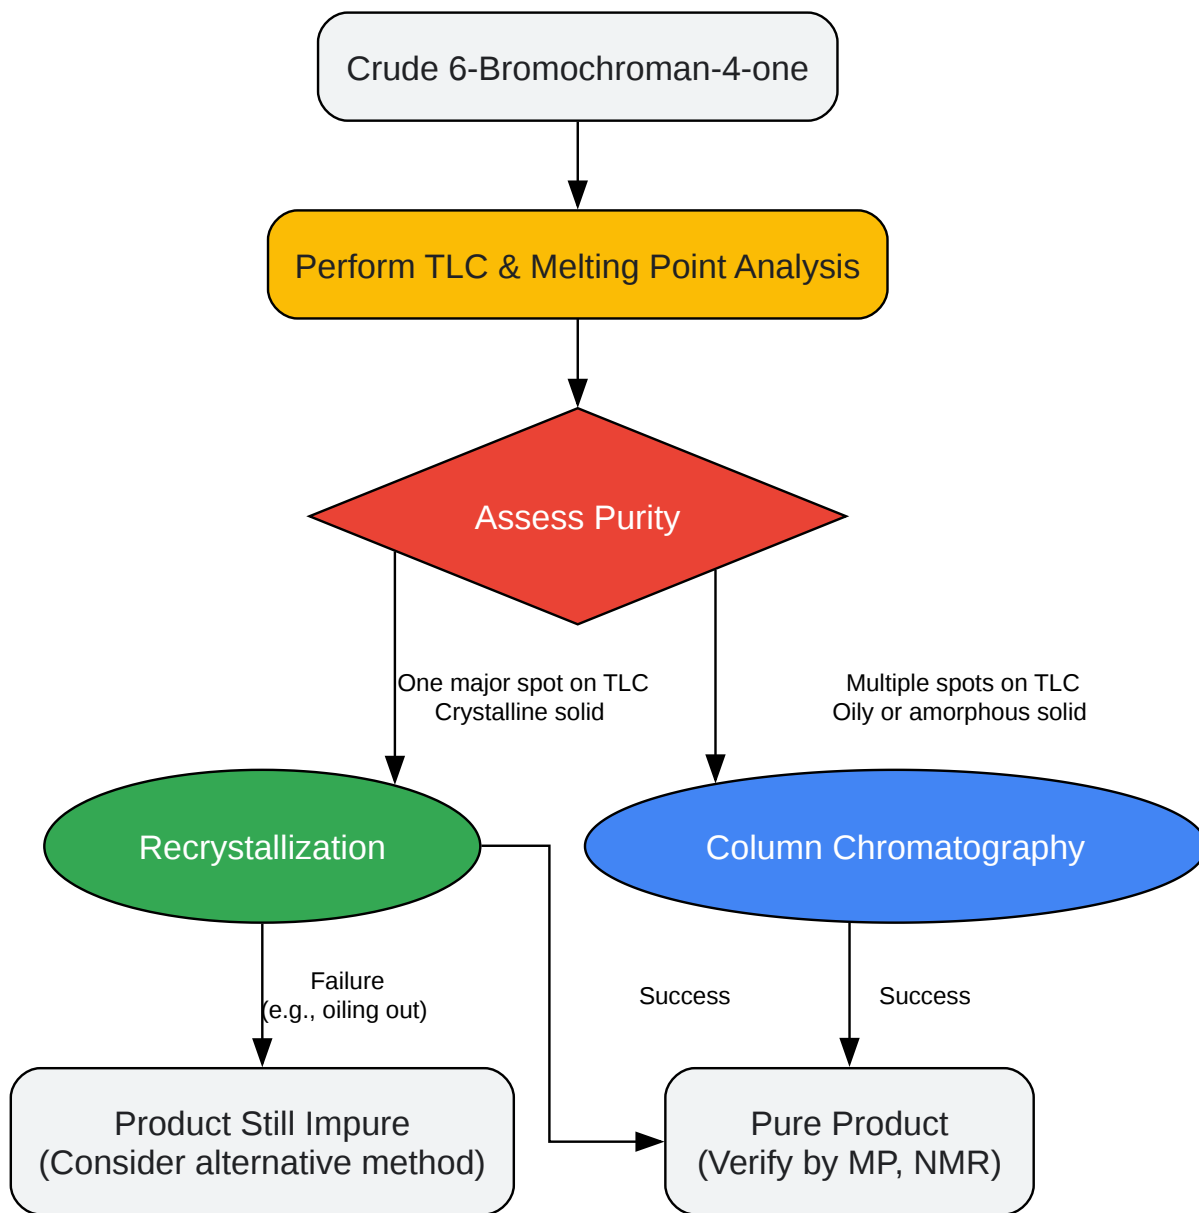 Crude 6-Bromochroman-4-one
Perform TLC & Melting Point Analysis
Assess Purity
One major spot on TLC
Crystalline solid
Multiple spots on TLC
Oily or amorphous solid
Recrystallization
Column Chromatography
Failure
(e.g., oiling out)
Success
Success
Product Still Impure
(Consider alternative method)
Pure Product
(Verify by MP, NMR)